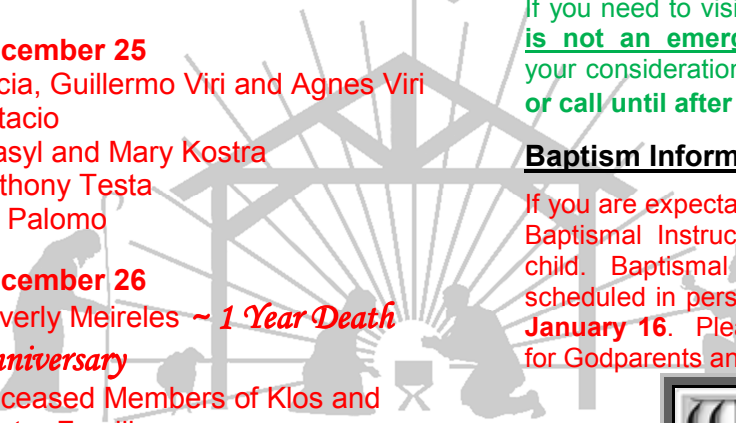 cember 25
cia, Guillermo Viri and Agnes Viri
tacio
asyl and Mary Kostra
thony Testa
Palomo
cember 26
verly Meireles ~ 1 Year Death
nniversary
ceased Members of Klos and
If you need to visi
is not an emerg
your consideration
or call until after
Baptism Inform
If you are expecta
Baptismal Instruc
child. Baptismal
scheduled in pers
January 16. Plea
for Godparents an